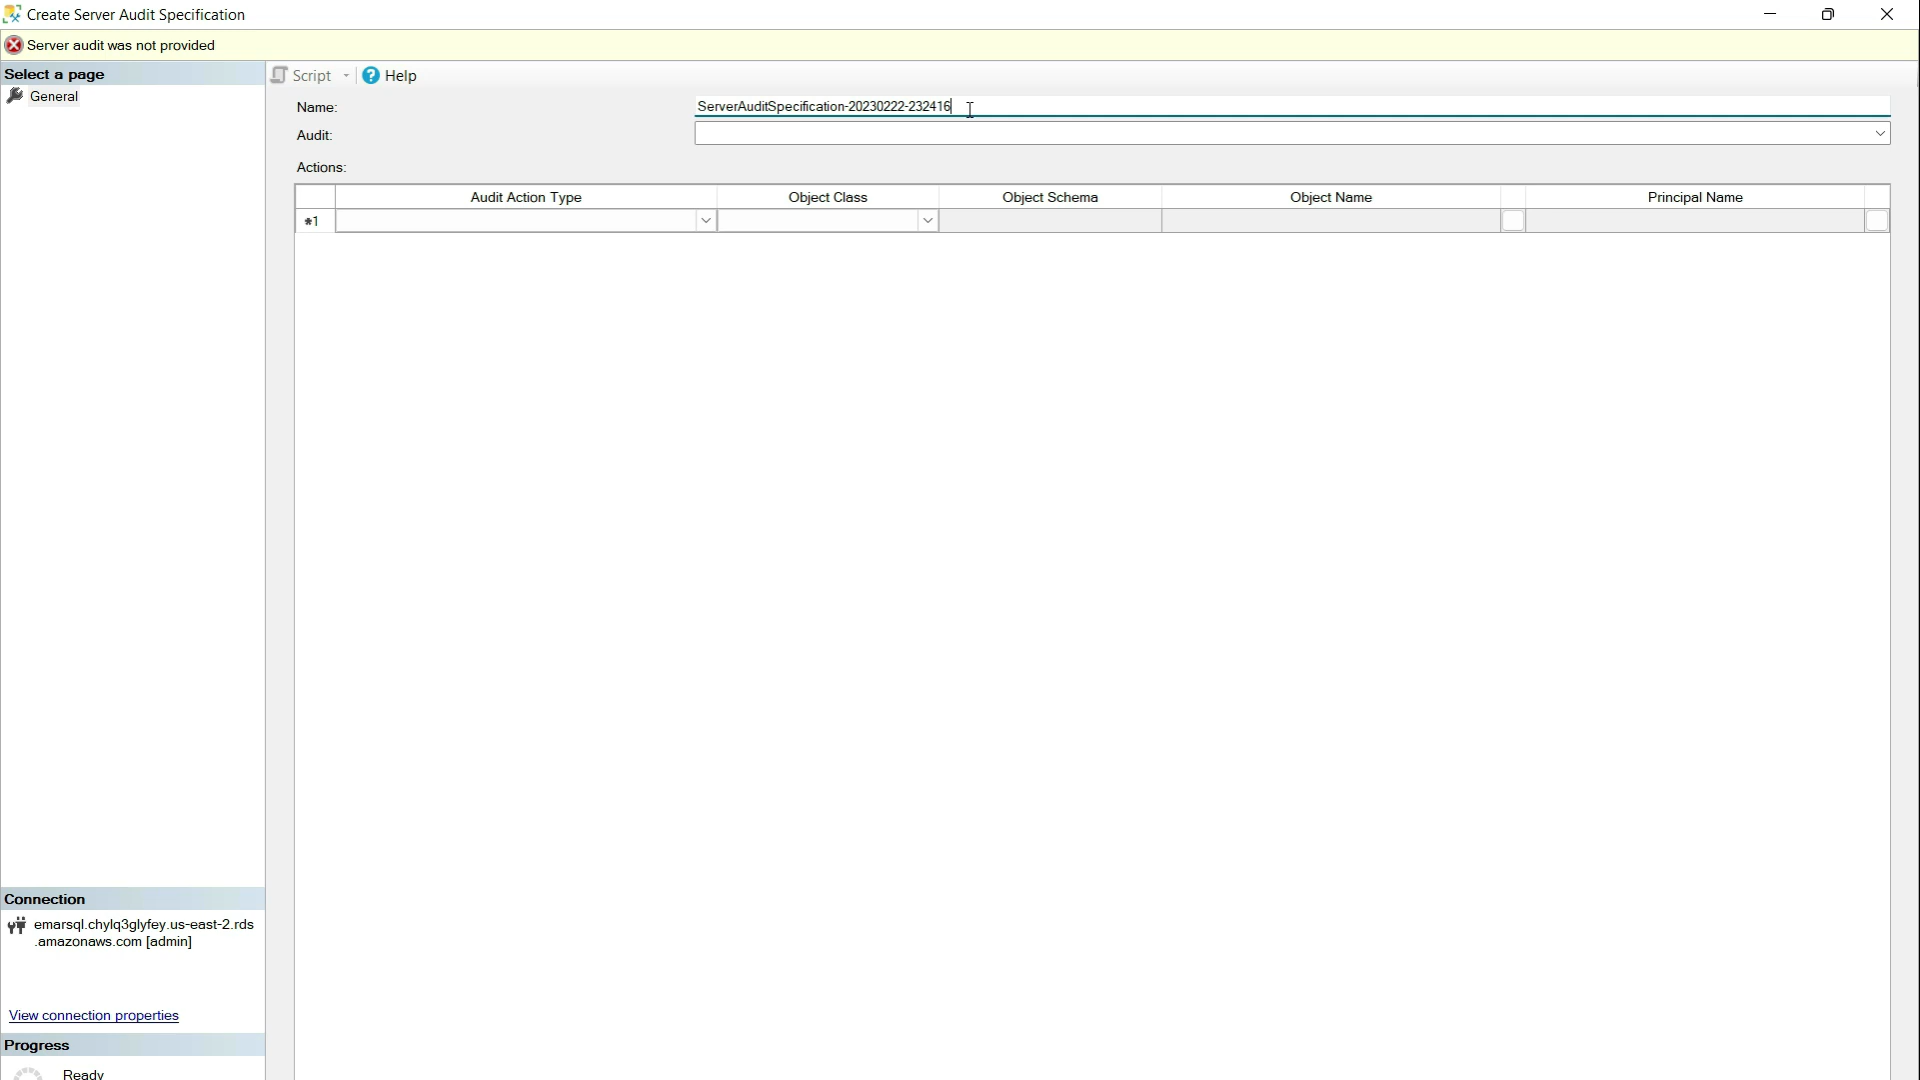 Create Server Audit Specification
Server audit was not provided
Select a page
General
Script
Help
Name:
ServerAuditSpecification-20230222-232416
Audit:
Actions:
Audit Action Type
Object Class
Object Schema
Object Name
Principal Name
*1
Connection
emarsql.chylq3glyfey.us-east-2.rds
.amazonaws.com [admin]
View connection properties
Progress
Ready